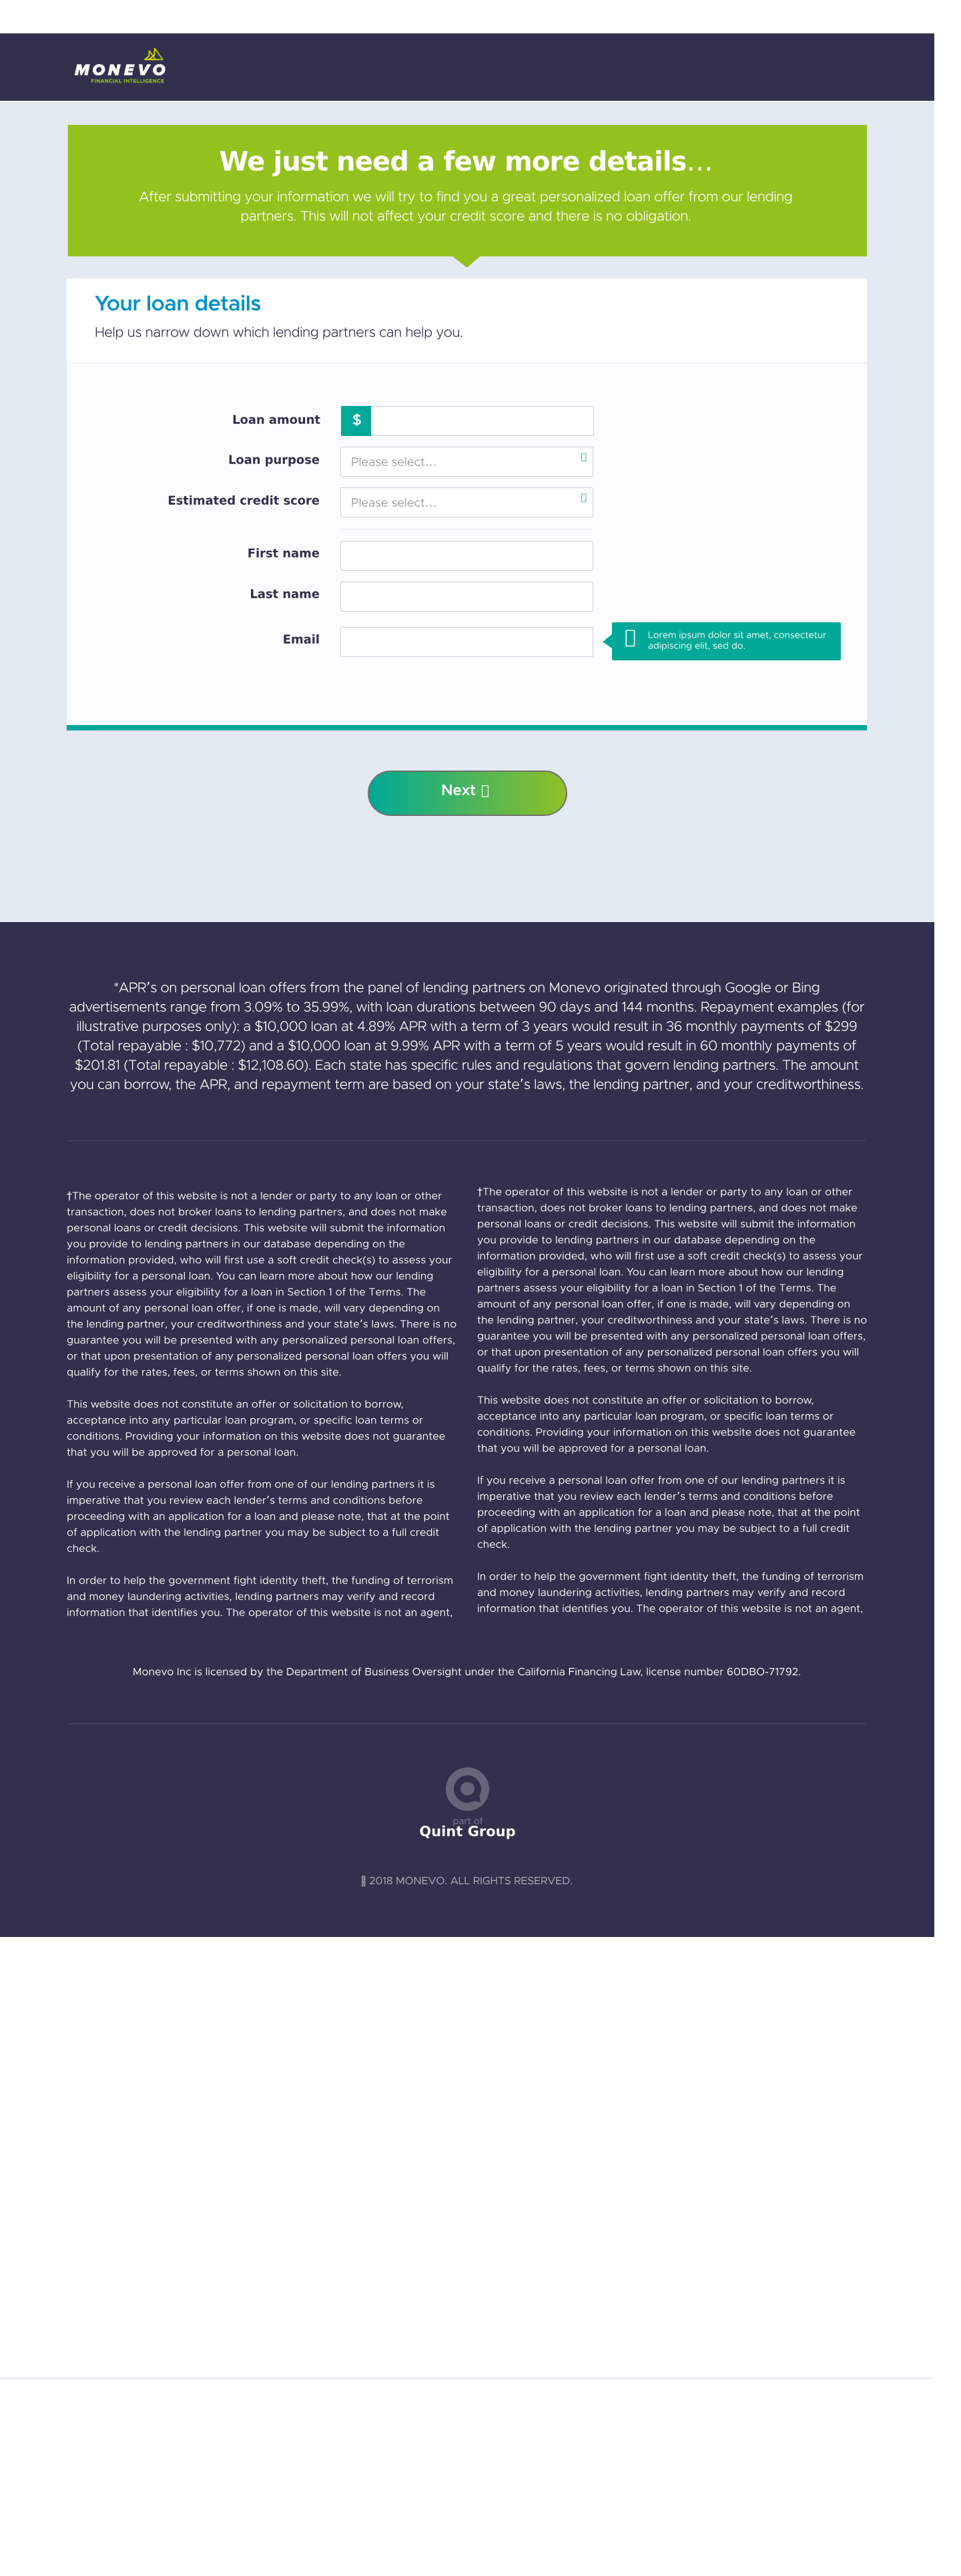 MONEVO
FINANCIAL INTELLIGENCE
We just need a few more details...
After submitting your information we will try to find you a great personalized loan offer from our lending
partners. This will not affect your credit score and there is no obligation.
Your loan details
Help us narrow down which lending partners can help you.
Loan amount
$
Loan purpose
Please select...
Estimated credit score
Please select...
First name
Last name
Email
Lorem ipsum dolor sit amet, consectetur
adipiscing elit, sed do.
Next
*APR's on personal loan offers from the panel of lending partners on Monevo originated through Google or Bing
advertisements range from 3.09% to 35.99%, with loan durations between 90 days and 144 months. Repayment examples (for
illustrative purposes only): a $10,000 loan at 4.89% APR with a term of 3 years would result in 36 monthly payments of $299
(Total repayable : $10,772) and a $10,000 loan at 9.99% APR with a term of 5 years would result in 60 monthly payments of
$201.81 (Total repayable : $12,108.60). Each state has specific rules and regulations that govern lending partners. The amount
you can borrow, the APR, and repayment term are based on your state's laws, the lending partner, and your creditworthiness.
†The operator of this website is not a lender or party to any loan or other
transaction, does not broker loans to lending partners, and does not make
personal loans or credit decisions. This website will submit the information
you provide to lending partners in our database depending on the
information provided, who will first use a soft credit check(s) to assess your
eligibility for a personal loan. You can learn more about how our lending
partners assess your eligibility for a loan in Section 1 of the Terms. The
amount of any personal loan offer, if one is made, will vary depending on
the lending partner, your creditworthiness and your state's laws. There is no
guarantee you will be presented with any personalized personal loan offers,
or that upon presentation of any personalized personal loan offers you will
qualify for the rates, fees, or terms shown on this site.
This website does not constitute an offer or solicitation to borrow,
acceptance into any particular loan program, or specific loan terms or
conditions. Providing your information on this website does not guarantee
that you will be approved for a personal loan.
If you receive a personal loan offer from one of our lending partners it is
imperative that you review each lender's terms and conditions before
proceeding with an application for a loan and please note, that at the point
of application with the lending partner you may be subject to a full credit
check.
In order to help the government fight identity theft, the funding of terrorism
and money laundering activities, lending partners may verify and record
information that identifies you. The operator of this website is not an agent,
†The operator of this website is not a lender or party to any loan or other
transaction, does not broker loans to lending partners, and does not make
personal loans or credit decisions. This website will submit the information
you provide to lending partners in our database depending on the
information provided, who will first use a soft credit check(s) to assess your
eligibility for a personal loan. You can learn more about how our lending
partners assess your eligibility for a loan in Section 1 of the Terms. The
amount of any personal loan offer, if one is made, will vary depending on
the lending partner, your creditworthiness and your state's laws. There is no
guarantee you will be presented with any personalized personal loan offers,
or that upon presentation of any personalized personal loan offers you will
qualify for the rates, fees, or terms shown on this site.
This website does not constitute an offer or solicitation to borrow,
acceptance into any particular loan program, or specific loan terms or
conditions. Providing your information on this website does not guarantee
that you will be approved for a personal loan.
If you receive a personal loan offer from one of our lending partners it is
imperative that you review each lender's terms and conditions before
proceeding with an application for a loan and please note, that at the point
of application with the lending partner you may be subject to a full credit
check.
In order to help the government fight identity theft, the funding of terrorism
and money laundering activities, lending partners may verify and record
information that identifies you. The operator of this website is not an agent,
Monevo Inc is licensed by the Department of Business Oversight under the California Financing Law, license number 60DBO-71792.
part of
Quint Group
2018 MONEVO. ALL RIGHTS RESERVED.